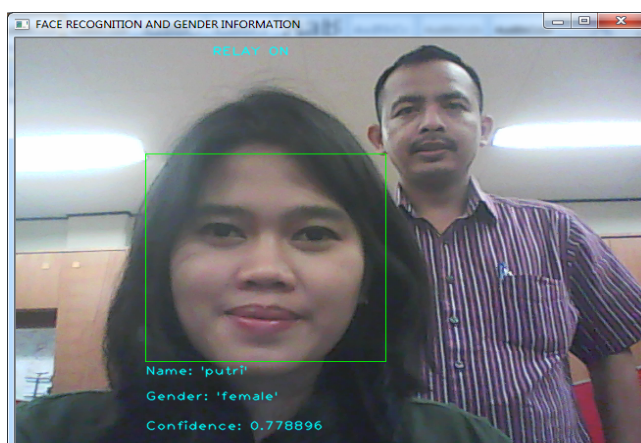 FACE RECOGNITION AND GENDER INFORMATION
RELAY ON
Name: 'putri'
Gender: 'female'
Confidence: 0.778896